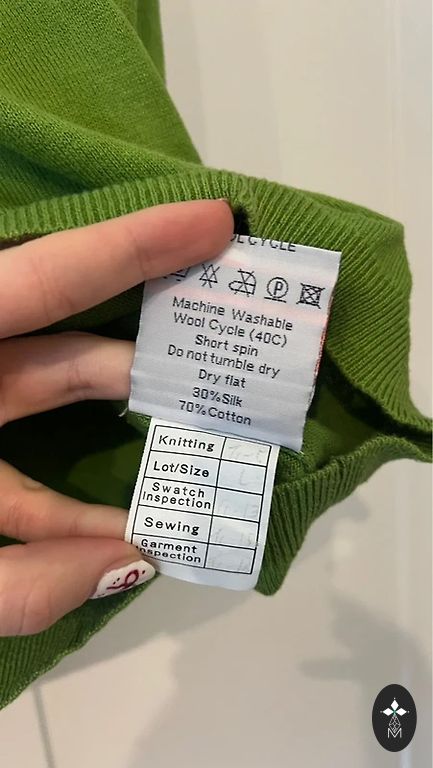 CYCLE
Machine Washable
Wool Cycle (40C)
Short spin
Do not tumble dry
Dry flat
30%Silk
70%Cotton
Knitting
Lot/Size
Swatch
Inspection
Sewing
Garment
Inspection